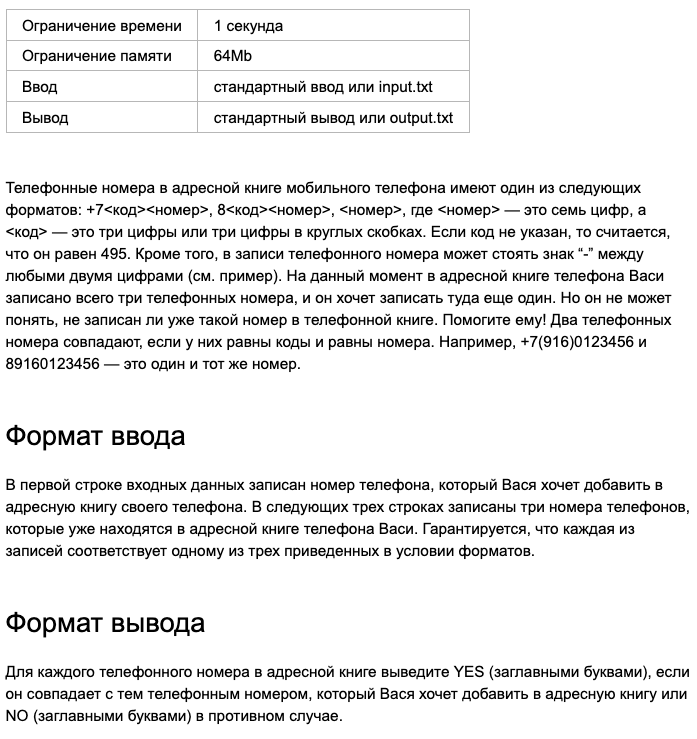 Ограничение времени 1 секунда
Ограничение памяти 64Mb
Ввод стандартный ввод или input.txt
Вывод стандартный вывод или output.txt
Телефонные номера в адресной книге мобильного телефона имеют один из следующих
форматов: +7<код><номер>, 8<код><номер>, <номер>, где <номер> — это семь цифр, а
<код> — это три цифры или три цифры в круглых скобках. Если код не указан, то считается,
что он равен 495. Кроме того, в записи телефонного номера может стоять знак “-” между
любыми двумя цифрами (см. пример). На данный момент в адресной книге телефона Васи
записано всего три телефонных номера, и он хочет записать туда еще один. Но он не может
понять, не записан ли уже такой номер в телефонной книге. Помогите ему! Два телефонных
номера совпадают, если у них равны коды и равны номера. Например, +7(916)0123456 и
89160123456 — это один и тот же номер.
Формат ввода
В первой строке входных данных записан номер телефона, который Вася хочет добавить в
адресную книгу своего телефона. В следующих трех строках записаны три номера телефонов,
которые уже находятся в адресной книге телефона Васи. Гарантируется, что каждая из
записей соответствует одному из трех приведенных в условии форматов.
Формат вывода
Для каждого телефонного номера в адресной книге выведите YES (заглавными буквами), если
он совпадает с тем телефонным номером, который Вася хочет добавить в адресную книгу или
NO (заглавными буквами) в противном случае.